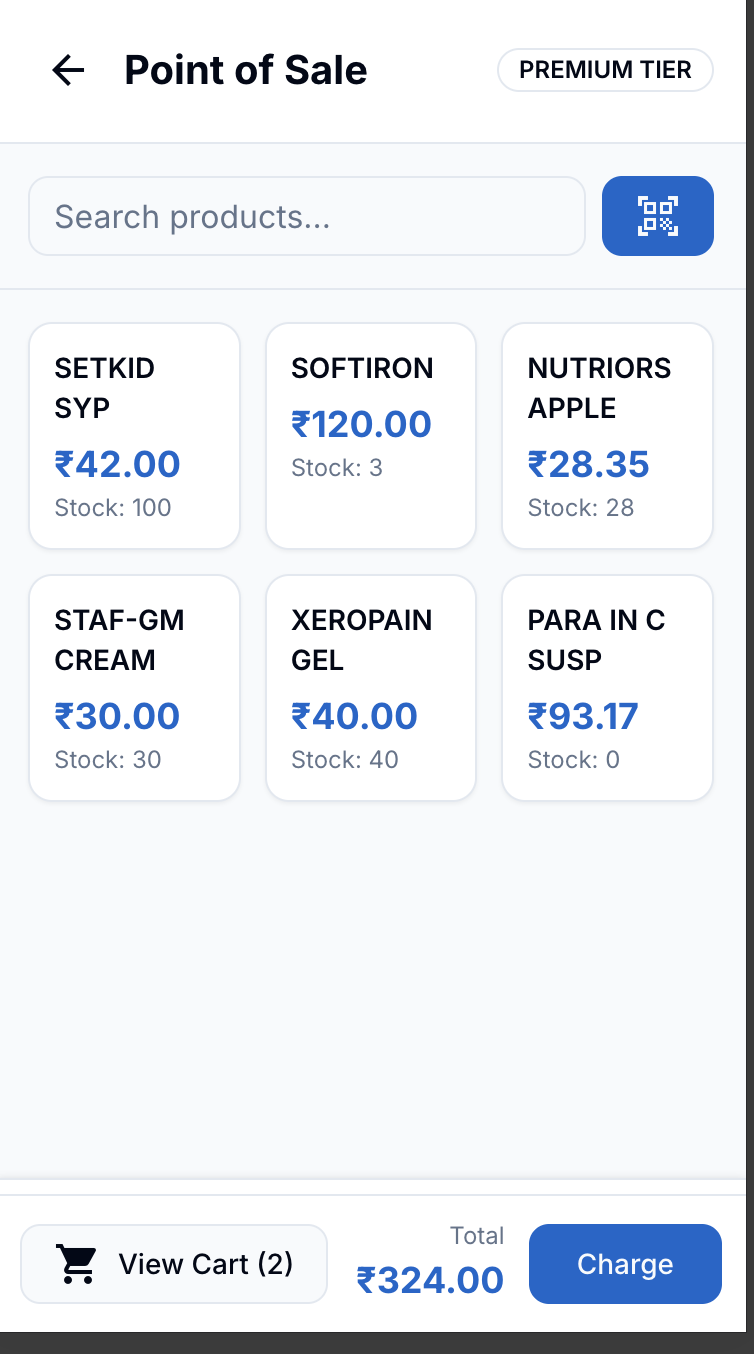 Point of Sale
PREMIUM TIER
Search products...
SETKID
SYP
₹42.00
Stock: 100
SOFTIRON
₹120.00
Stock: 3
NUTRIORS
APPLE
₹28.35
Stock: 28
STAF-GM
CREAM
₹30.00
Stock: 30
XEROPAIN
GEL
₹40.00
Stock: 40
PARA IN C
SUSP
₹93.17
Stock: 0
View Cart (2)
Total
₹324.00
Charge